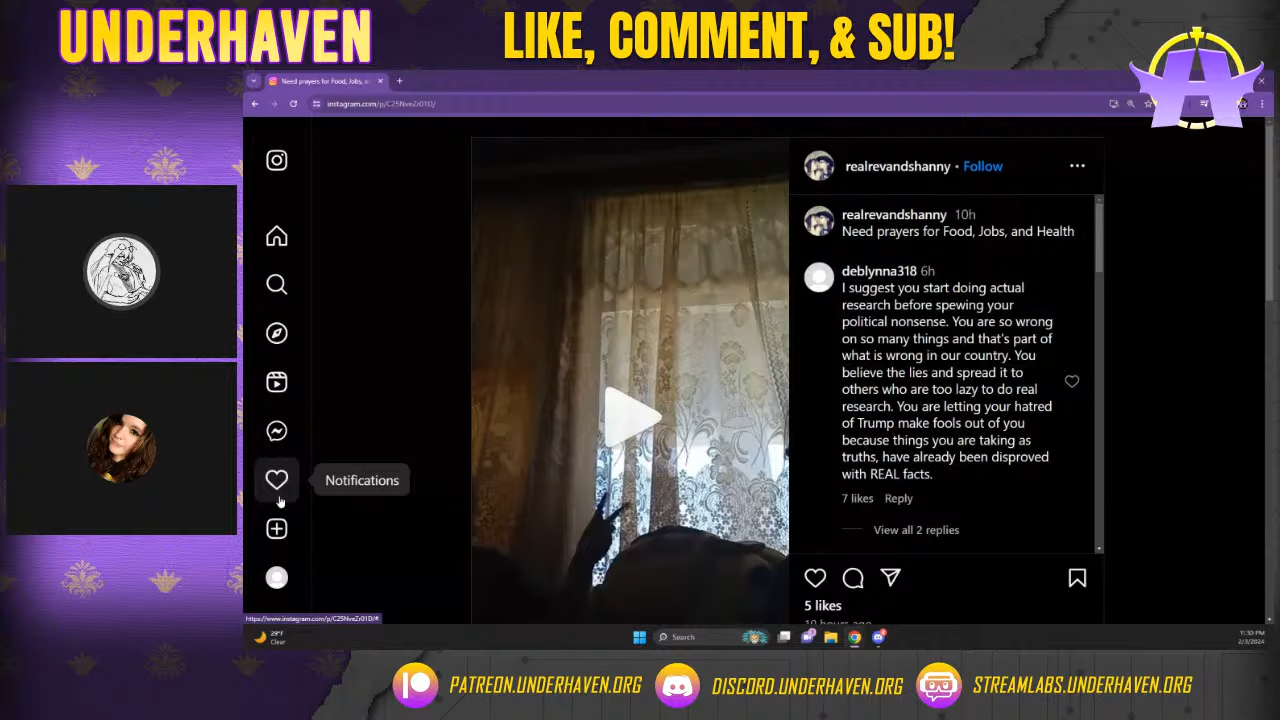 UNDERHAVEN
LIKE, COMMENT, & SUB!
Need prayers for Food, Jobs, a
instagram.com/p/C25NveZr01D/
realrevandshanny • Follow
realrevandshanny 10h
Need prayers for Food, Jobs, and Health
deblynna318 6h
I suggest you start doing actual
research before spewing your
political nonsense. You are so wrong
on so many things and that's part of
what is wrong in our country. You
believe the lies and spread it to
others who are too lazy to do real
research. You are letting your hatred
of Trump make fools out of you
because things you are taking as
truths, have already been disproved
with REAL facts.
7 likes Reply
View all 2 replies
Notifications
5 likes
10 hours ago
https://www.instagram.com/p/C25NveZr01D/#
29°F
Clear
Search
11:30 PM
2/3/2024
PATREON.UNDERHAVEN.ORG
DISCORD.UNDERHAVEN.ORG
STREAMLABS.UNDERHAVEN.ORG